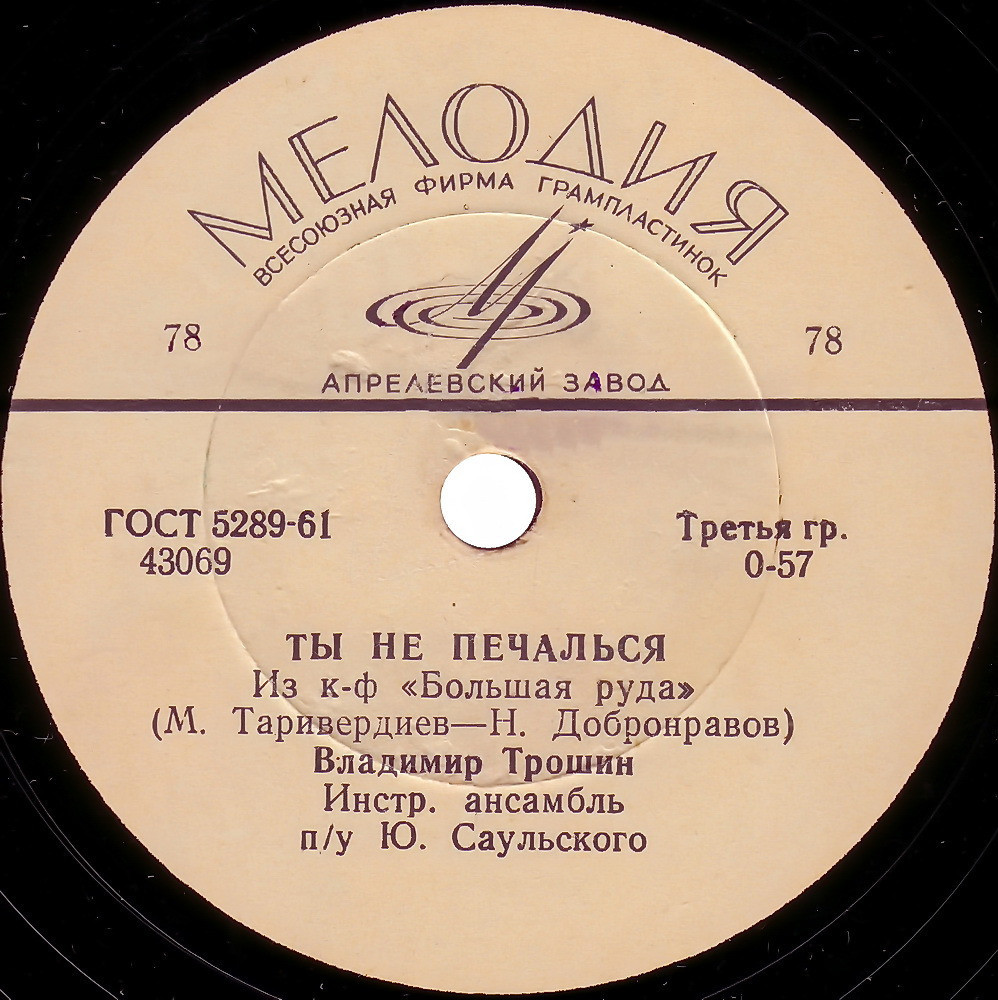 МЕЛОДИЯ
ВСЕСОЮЗНАЯ ФИРМА ГРАМПЛАСТИНОК
78 78
АПРЕЛЕВСКИЙ ЗАВОД
ГОСТ 5289-61 Третья гр.
43069 0-57
ТЫ НЕ ПЕЧАЛЬСЯ
Из к-ф «Большая руда»
(М. Таривердиев—Н. Добронравов)
Владимир Трошин
Инстр. ансамбль
п/у Ю. Саульского